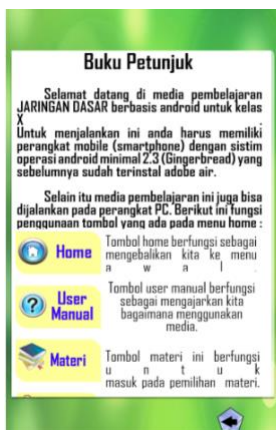 Buku Petunjuk
Selamat datang di media pembelajaran
JARINGAN DASAR berbasis android untuk kelas
X .
Untuk menjalankan ini anda harus memiliki
perangkat mobile (smartphone) dengan sistim
operasi android minimal 2.3 (Gingerbread) yang
sebelumnya sudah terinstal adobe air.
Selain itu media pembelajaran ini juga bisa
dijalankan pada perangkat PC. Berikut ini fungsi
penggunaan tombol yang ada pada menu home :
Home
Tombol home berfungsi sebagai
mengebalikan kita ke menu
a w a l .
User
Manual
Tombol user manual berfungsi
sebagai mengajarkan kita
bagaimana menggunakan
media.
Materi
Tombol materi ini berfungsi
u n t u k
masuk pada pemilihan materi.